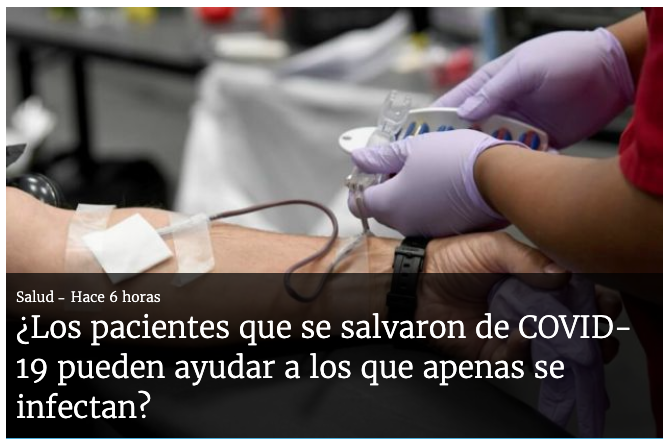 Salud - Hace 6 horas
¿Los pacientes que se salvaron de COVID-
19 pueden ayudar a los que apenas se
infectan?